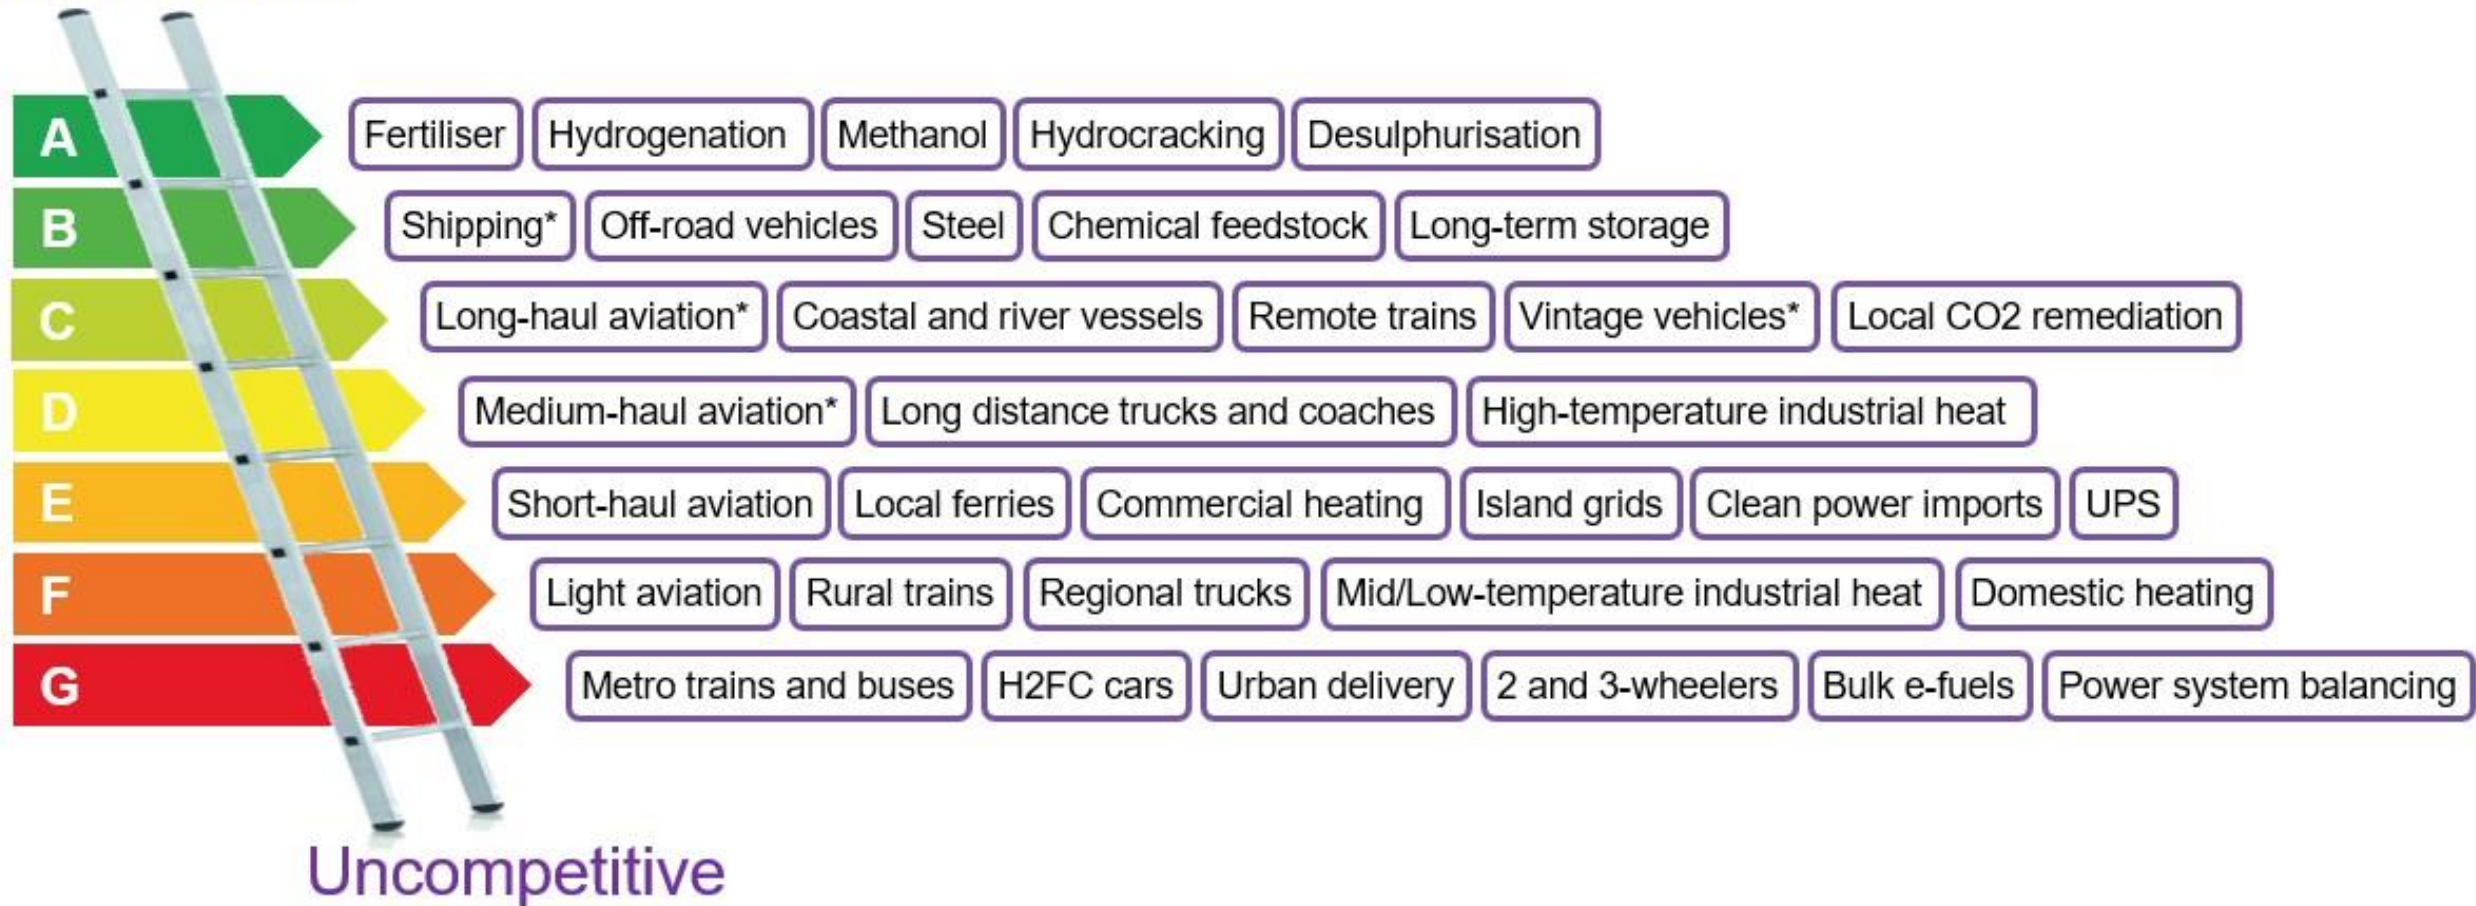 A Fertiliser Hydrogenation Methanol Hydrocracking Desulphurisation
B Shipping* Off-road vehicles Steel Chemical feedstock Long-term storage
C Long-haul aviation* Coastal and river vessels Remote trains Vintage vehicles* Local CO2 remediation
D Medium-haul aviation* Long distance trucks and coaches High-temperature industrial heat
E Short-haul aviation Local ferries Commercial heating Island grids Clean power imports UPS
F Light aviation Rural trains Regional trucks Mid/Low-temperature industrial heat Domestic heating
G Metro trains and buses H2FC cars Urban delivery 2 and 3-wheelers Bulk e-fuels Power system balancing
Uncompetitive